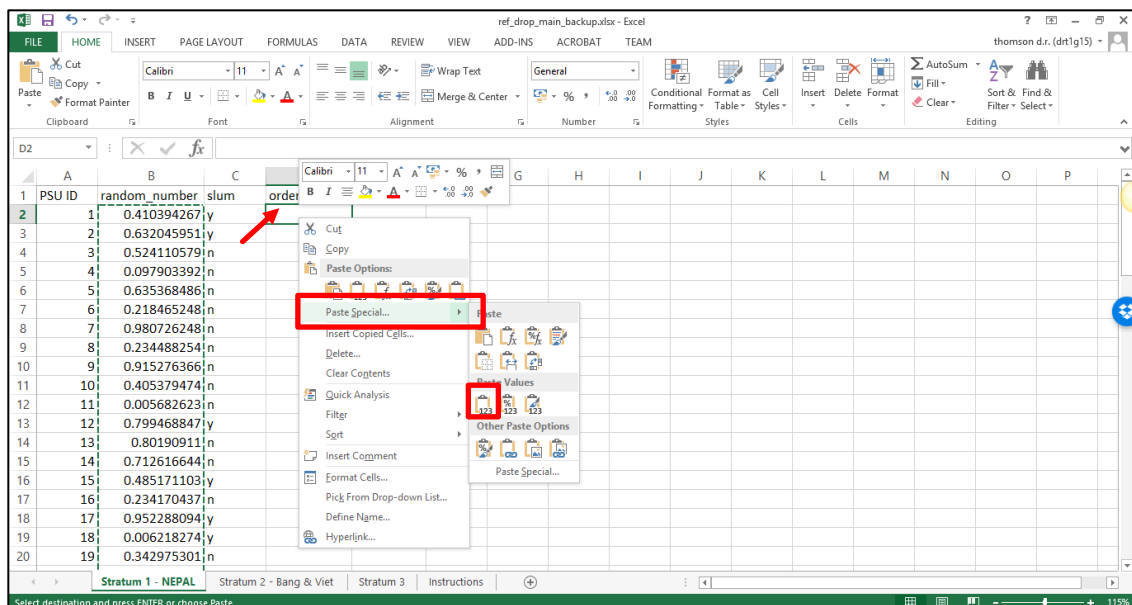 ref_drop_main_backup.xlsx - Excel
FILE HOME INSERT PAGE LAYOUT FORMULAS DATA REVIEW VIEW ADD-INS ACROBAT TEAM thomson d.r. (drt1g15)
Paste Cut Copy Format Painter
Calibri 11 Wrap Text General AutoSum
B I U Merge & Center Fill Clear
Conditional Formatting Format as Table Cell Styles Insert Delete Format Sort & Filter Find & Select
Clipboard Font Alignment Number Styles Cells Editing
D2 fx
A B C G H I J K L M N O P
Calibri 11
B I
1 PSU ID random_number slum order
2 1 0.410394267 y
3 2 0.632045951 y
4 3 0.524110579 n
5 4 0.097903392 n
6 5 0.635368486 n
7 6 0.218465248 n
8 7 0.980726248 n
9 8 0.234488254 n
10 9 0.915276366 n
11 10 0.405379474 n
12 11 0.005682623 n
13 12 0.799468847 y
14 13 0.80190911 n
15 14 0.712616644 n
16 15 0.485171103 y
17 16 0.234170437 n
18 17 0.952288094 y
19 18 0.006218274 y
20 19 0.342975301 n
Cut
Copy
Paste Options:
Paste Special...
Insert Copied Cells...
Delete...
Clear Contents
Quick Analysis
Filter
Sort
Insert Comment
Format Cells...
Pick From Drop-down List...
Define Name...
Hyperlink...
Paste
Paste Values
123 123 123
Other Paste Options
Paste Special...
Stratum 1 - NEPAL Stratum 2 - Bang & Viet Stratum 3 Instructions
Select destination and press ENTER or choose Paste
115%